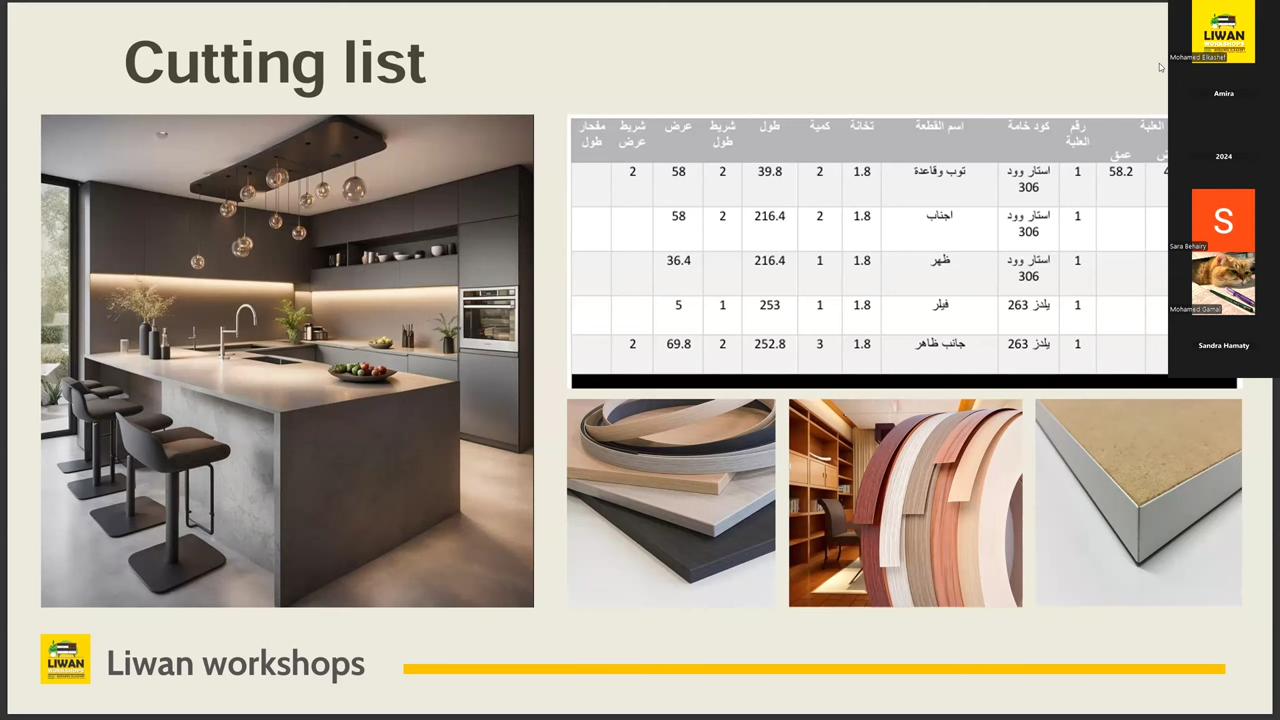 Cutting list
العلبة
رقم العلبة
كود خامة
اسم القطعة
تخانة
كمية
طول
شريط طول
عرض
شريط عرض
مفحار طول
عمق
58.2 1 استار وود 306 توب وقاعدة 1.8 2 39.8 2 58 2
1 استار وود 306 اجناب 1.8 2 216.4 2 58
1 استار وود 306 ظهر 1.8 1 216.4 36.4
1 يلدز 263 فيلر 1.8 1 253 1 5
1 يلدز 263 جانب ظاهر 1.8 3 252.8 2 69.8 2
LIWAN
WORKSHOPS
Liwan workshops
LIWAN
WORKSHOPS
Mohamed Elkashef
Amira
2024
S
Sara Behairy
Mohamed Gamal
Sandra Hamaty